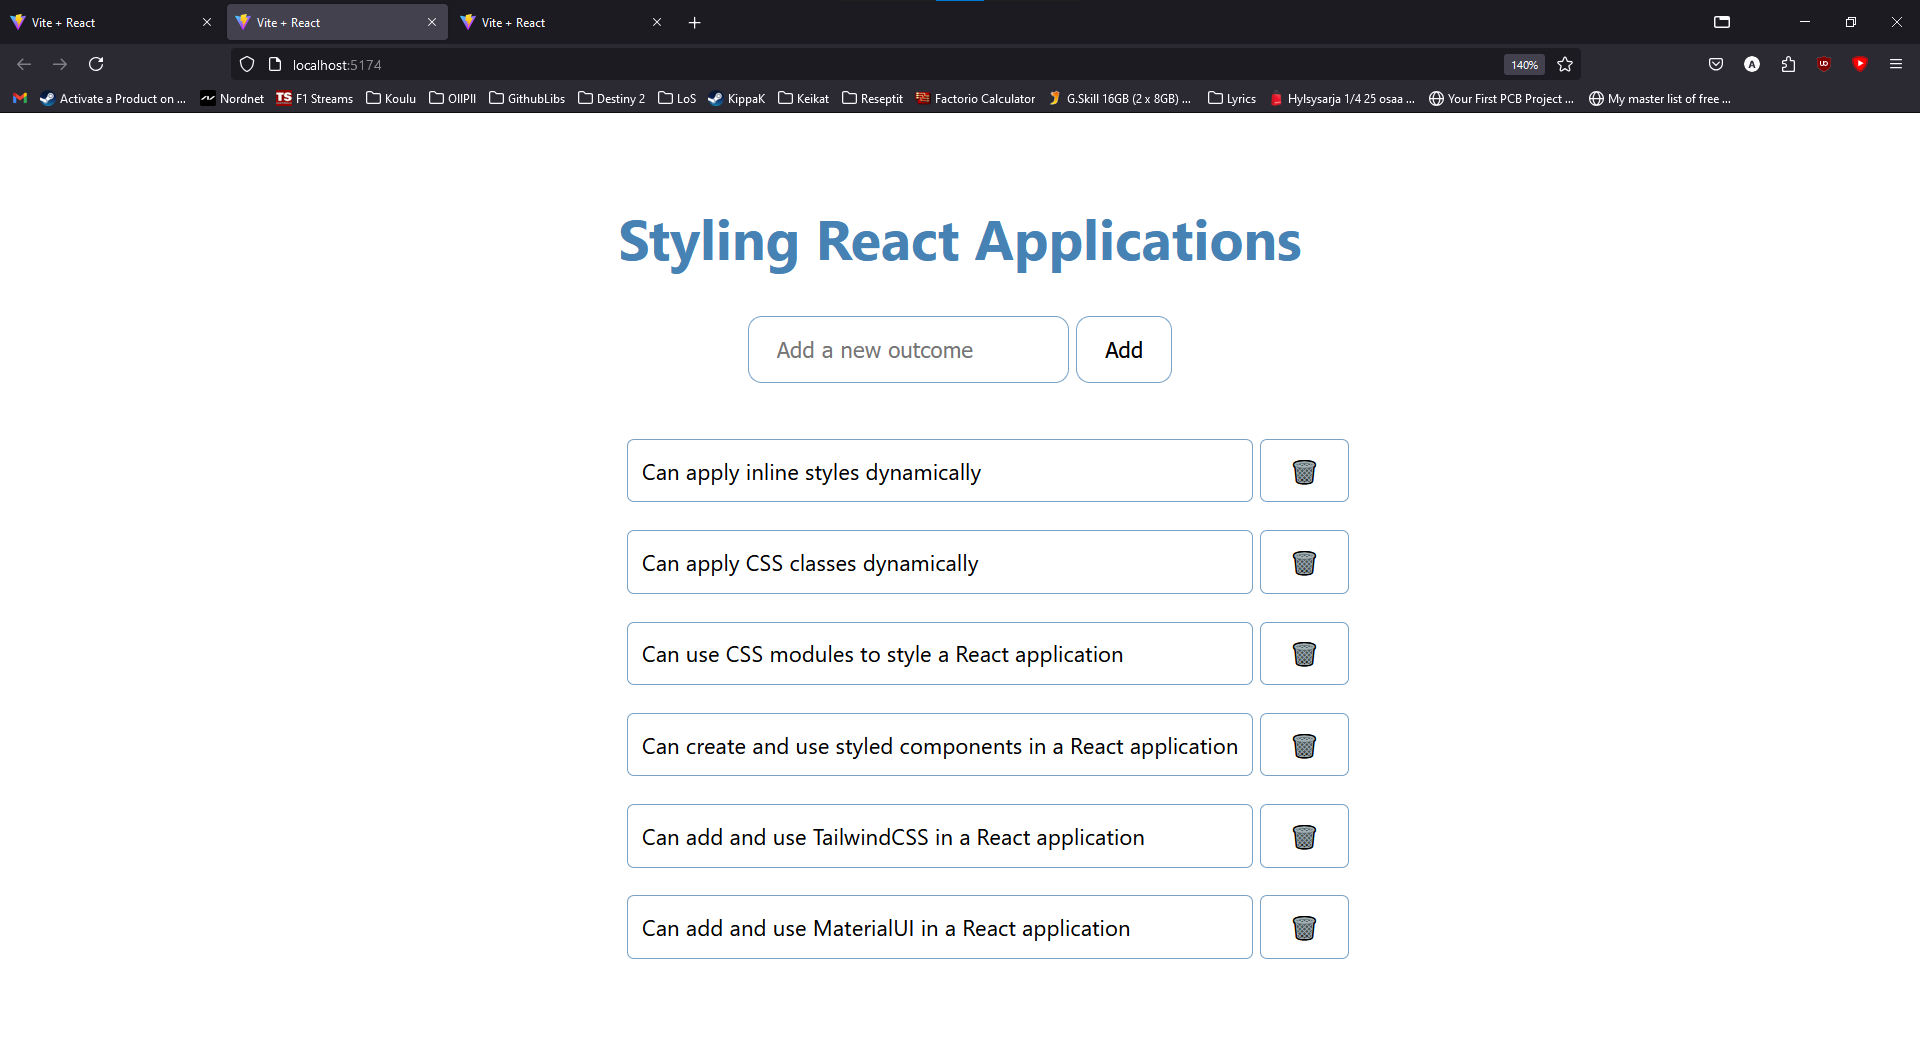 Vite + React
Vite + React
Vite + React
localhost:5174
140%
A
Activate a Product on ...
Nordnet
TS F1 Streams
Koulu
OIIPII
GithubLibs
Destiny 2
LoS
KippaK
Keikat
Reseptit
Factorio Calculator
G.Skill 16GB (2 x 8GB) ...
Lyrics
Hylsysarja 1/4 25 osaa ...
Your First PCB Project ...
My master list of free ...
Styling React Applications
Add a new outcome
Add
Can apply inline styles dynamically
Can apply CSS classes dynamically
Can use CSS modules to style a React application
Can create and use styled components in a React application
Can add and use TailwindCSS in a React application
Can add and use MaterialUI in a React application